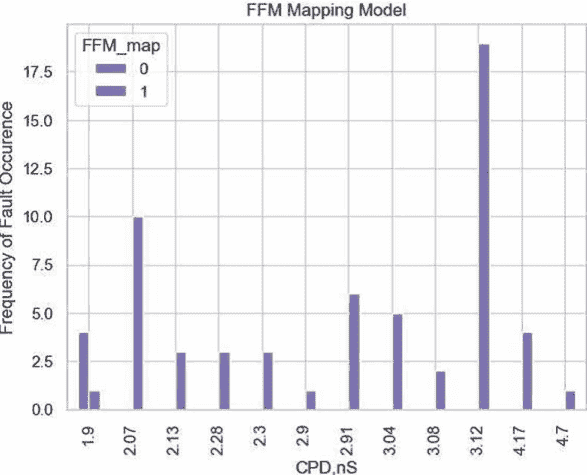 FFM Mapping Model
FFM_map
0
1
Frequency of Fault Occurence
17.5
15.0
12.5
10.0
7.5
5.0
2.5
0.0
1.9 2.07 2.13 2.28 2.3 2.9 2.91 3.04 3.08 3.12 4.17 4.7
CPD,nS